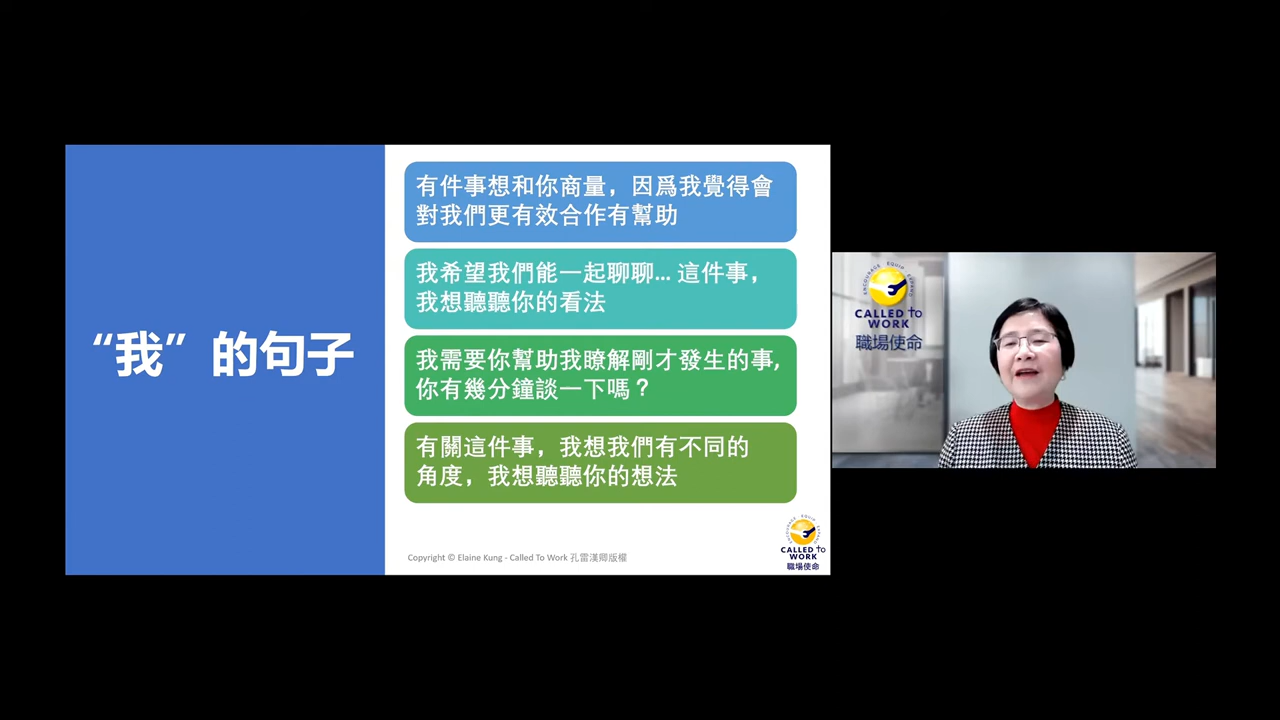 “我”的句子
有件事想和你商量，因爲我覺得會
對我們更有效合作有幫助
我希望我們能一起聊聊... 這件事，
我想聽聽你的看法
我需要你幫助我瞭解剛才發生的事,
你有幾分鐘談一下嗎？
有關這件事，我想我們有不同的
角度，我想聽聽你的想法
Copyright © Elaine Kung - Called To Work 孔雷漢卿版權
ENCOURAGE EQUIP EXPAND
CALLED To
WORK
職場使命
ENCOURAGE EQUIP EXPAND
CALLED To
WORK
職場使命